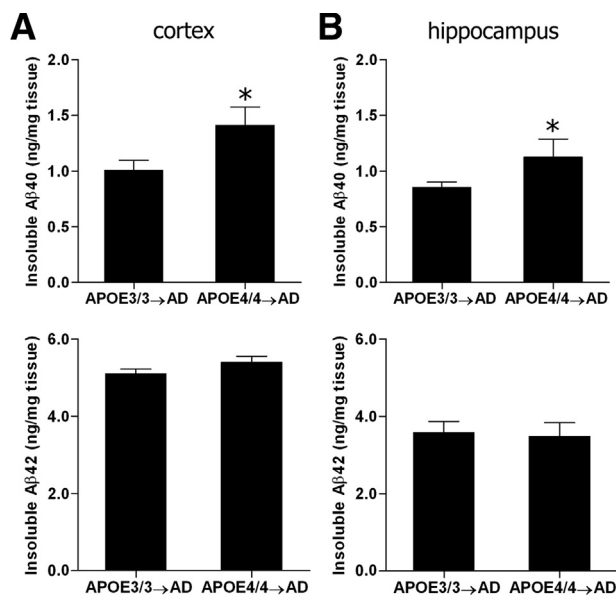 A
cortex
Insoluble Aβ40 (ng/mg tissue)
2.0
1.5
1.0
0.5
0.0
*
APOE3/3→AD
APOE4/4→AD
B
hippocampus
Insoluble Aβ40 (ng/mg tissue)
2.0
1.5
1.0
0.5
0.0
*
APOE3/3→AD
APOE4/4→AD
Insoluble Aβ42 (ng/mg tissue)
6.0
4.0
2.0
0.0
APOE3/3→AD
APOE4/4→AD
Insoluble Aβ42 (ng/mg tissue)
6.0
4.0
2.0
0.0
APOE3/3→AD
APOE4/4→AD